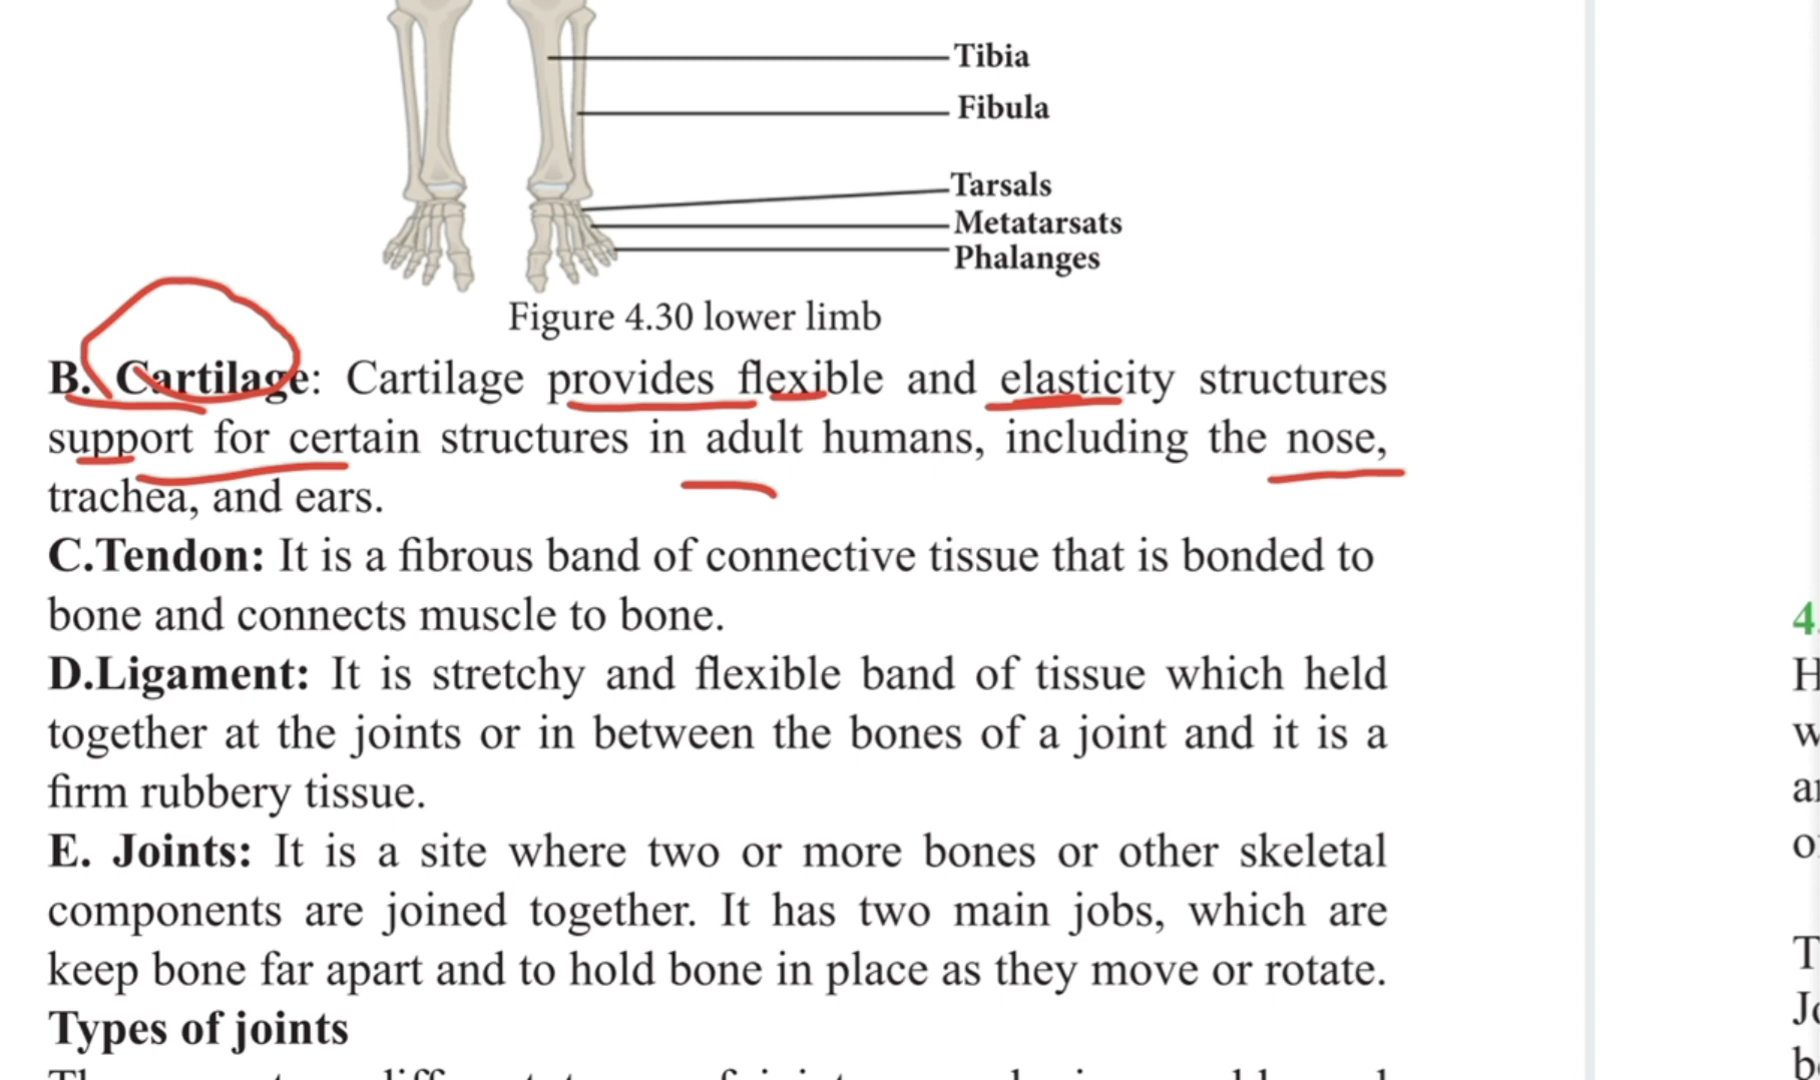 Tibia
Fibula
Tarsals
Metatarsats
Phalanges
Figure 4.30 lower limb
B. Cartilage: Cartilage provides flexible and elasticity structures
support for certain structures in adult humans, including the nose,
trachea, and ears.
C.Tendon: It is a fibrous band of connective tissue that is bonded to
bone and connects muscle to bone.
D.Ligament: It is stretchy and flexible band of tissue which held
together at the joints or in between the bones of a joint and it is a
firm rubbery tissue.
E. Joints: It is a site where two or more bones or other skeletal
components are joined together. It has two main jobs, which are
keep bone far apart and to hold bone in place as they move or rotate.
Types of joints
4.
H
w
T